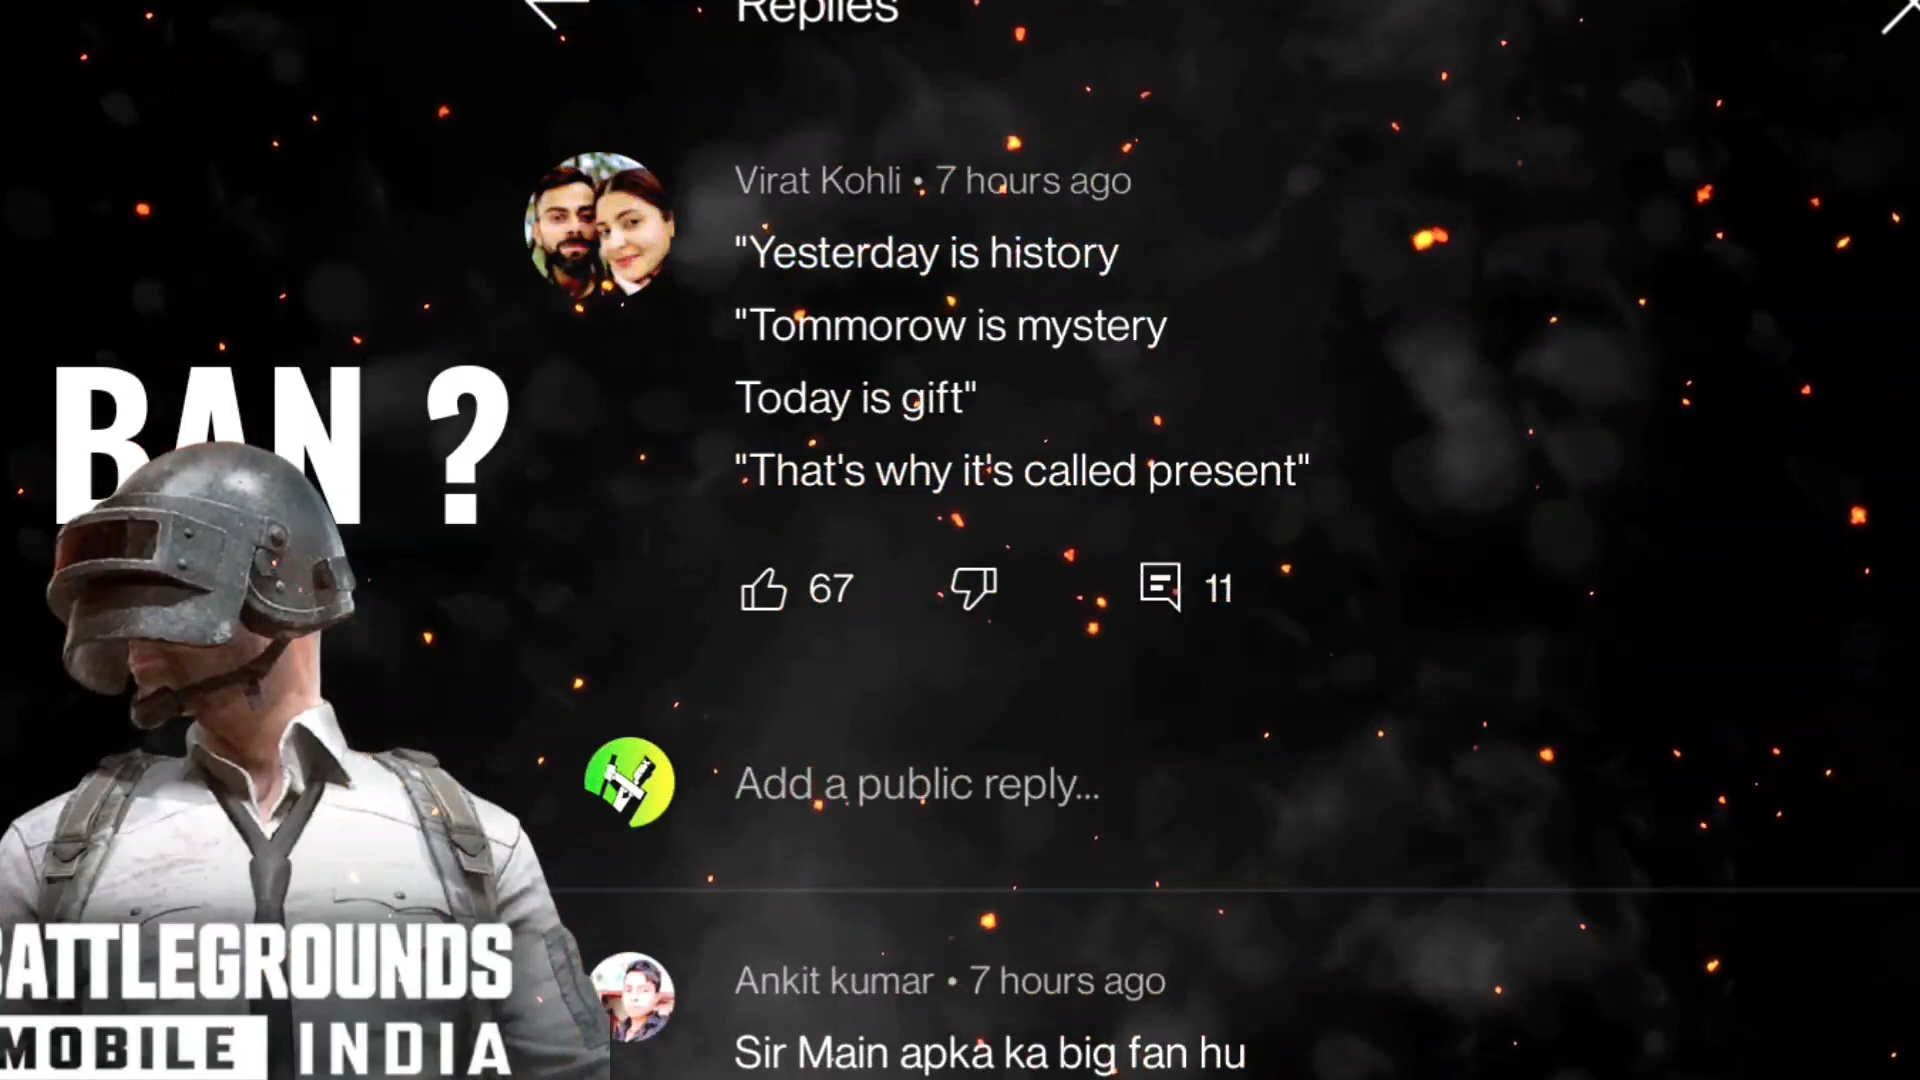 Replies
Virat Kohli • 7 hours ago
"Yesterday is history
"Tommorow is mystery
Today is gift"
"That's why it's called present"
67 11
BAN ?
Add a public reply...
BATTLEGROUNDS
MOBILE INDIA
Ankit kumar • 7 hours ago
Sir Main apka ka big fan hu